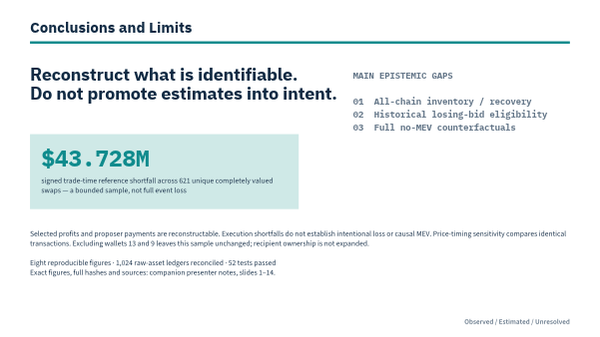 Conclusions and Limits
Reconstruct what is identifiable.
Do not promote estimates into intent.
MAIN EPISTEMIC GAPS
01 All-chain inventory / recovery
02 Historical losing-bid eligibility
03 Full no-MEV counterfactuals
$43.728M
signed trade-time reference shortfall across 621 unique completely valued
swaps — a bounded sample, not full event loss
Selected profits and proposer payments are reconstructable. Execution shortfalls do not establish intentional loss or causal MEV. Price-timing sensitivity compares identical
transactions. Excluding wallets 13 and 9 leaves this sample unchanged; recipient ownership is not expanded.
Eight reproducible figures · 1,024 raw-asset ledgers reconciled · 52 tests passed
Exact figures, full hashes and sources: companion presenter notes, slides 1–14.
Observed / Estimated / Unresolved